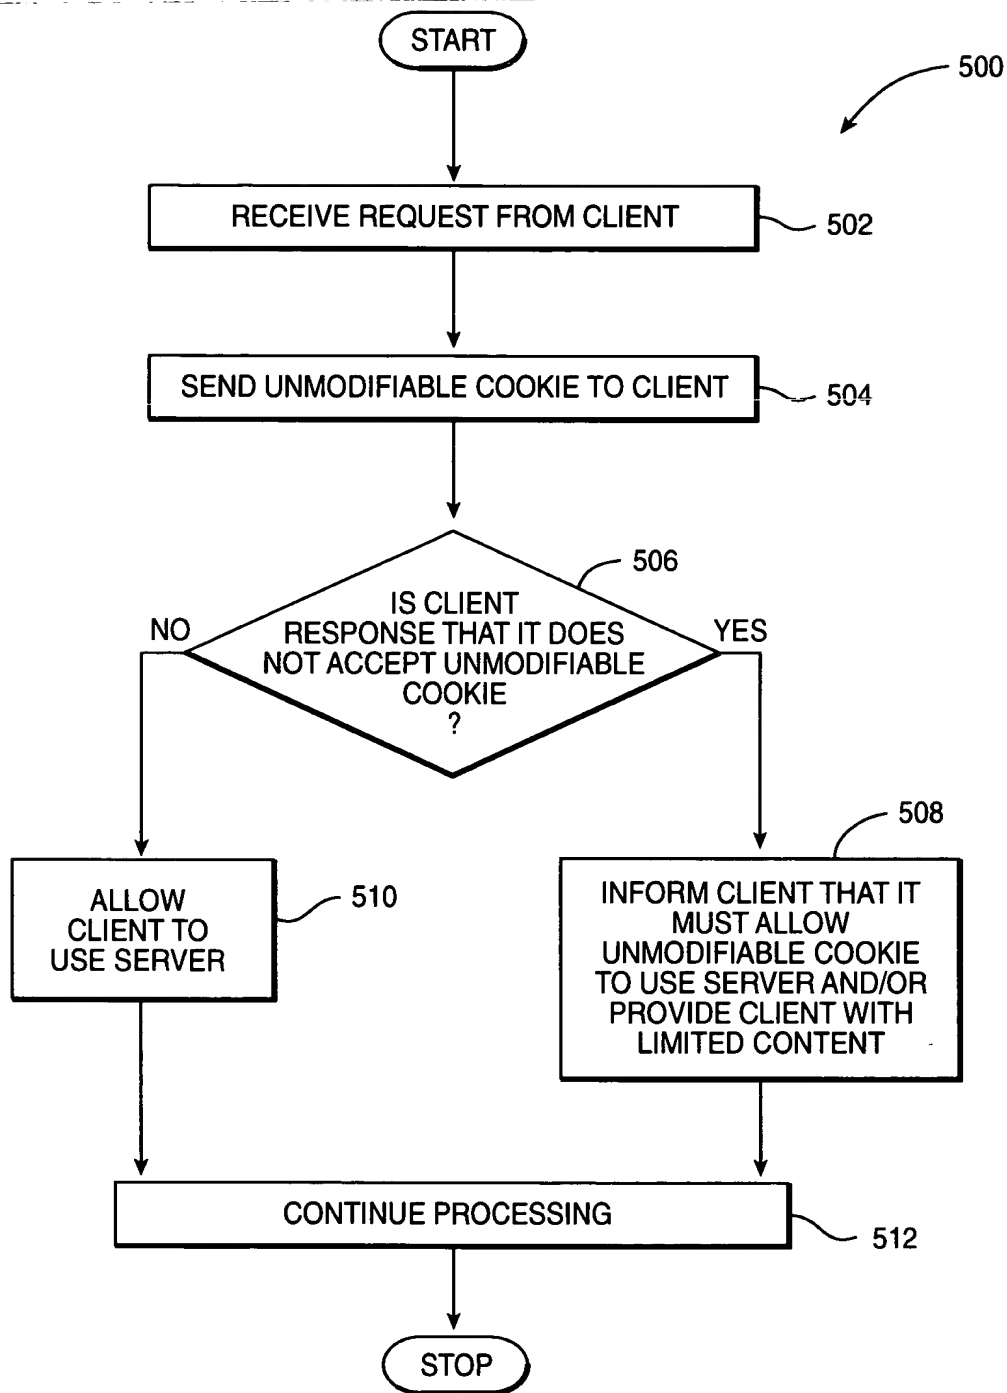 START
500
RECEIVE REQUEST FROM CLIENT
502
SEND UNMODIFIABLE COOKIE TO CLIENT
504
506
IS CLIENT
RESPONSE THAT IT DOES
NOT ACCEPT UNMODIFIABLE
COOKIE
?
NO
YES
508
ALLOW
CLIENT TO
USE SERVER
510
INFORM CLIENT THAT IT
MUST ALLOW
UNMODIFIABLE COOKIE
TO USE SERVER AND/OR
PROVIDE CLIENT WITH
LIMITED CONTENT
CONTINUE PROCESSING
512
STOP